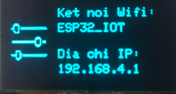 Ket noi Wifi:
ESP32_IOT
Dia chi IP:
192.168.4.1